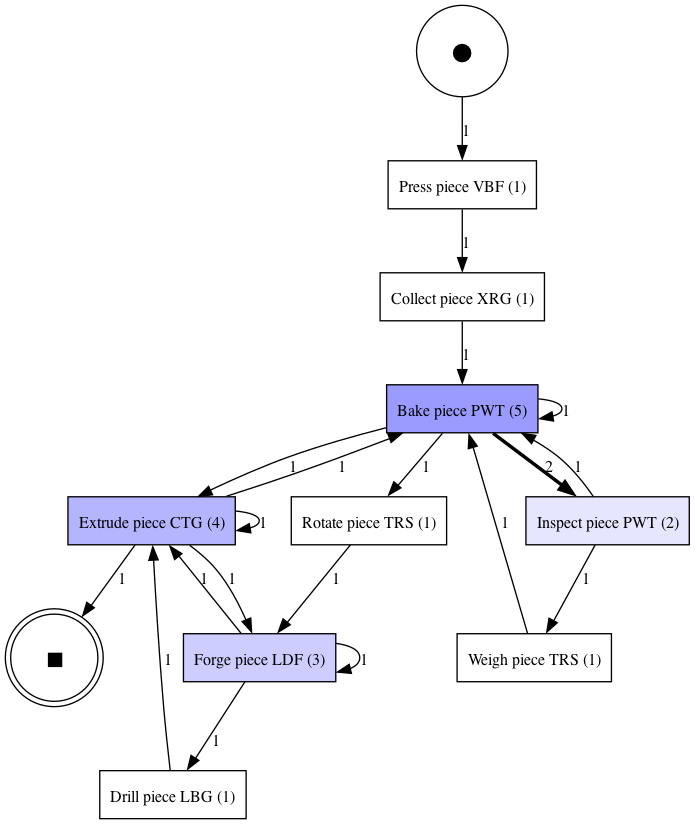 1
Press piece VBF (1)
1
Collect piece XRG (1)
1
Bake piece PWT (5)
1
1
1
1
2
1
Extrude piece CTG (4)
1
Rotate piece TRS (1)
1
Inspect piece PWT (2)
1
1
1
1
1
1
Forge piece LDF (3)
1
Weigh piece TRS (1)
1
Drill piece LBG (1)